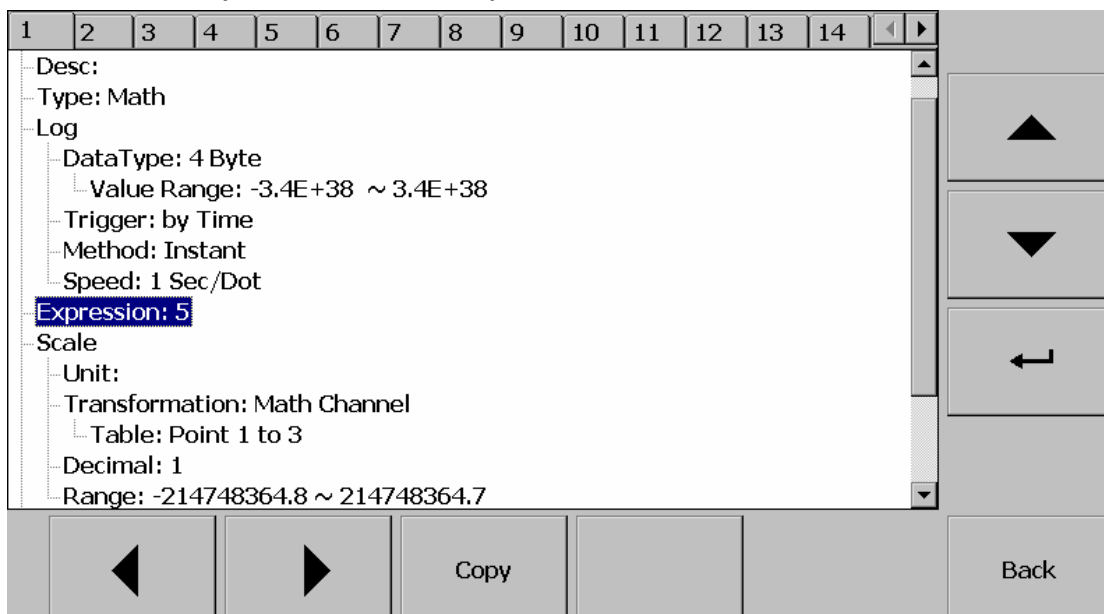 1 2 3 4 5 6 7 8 9 10 11 12 13 14
Desc:
Type: Math
Log
DataType: 4 Byte
Value Range: -3.4E+38 ~ 3.4E+38
Trigger: by Time
Method: Instant
Speed: 1 Sec/Dot
Expression: 5
Scale
Unit:
Transformation: Math Channel
Table: Point 1 to 3
Decimal: 1
Range: -214748364.8 ~ 214748364.7
Copy
Back